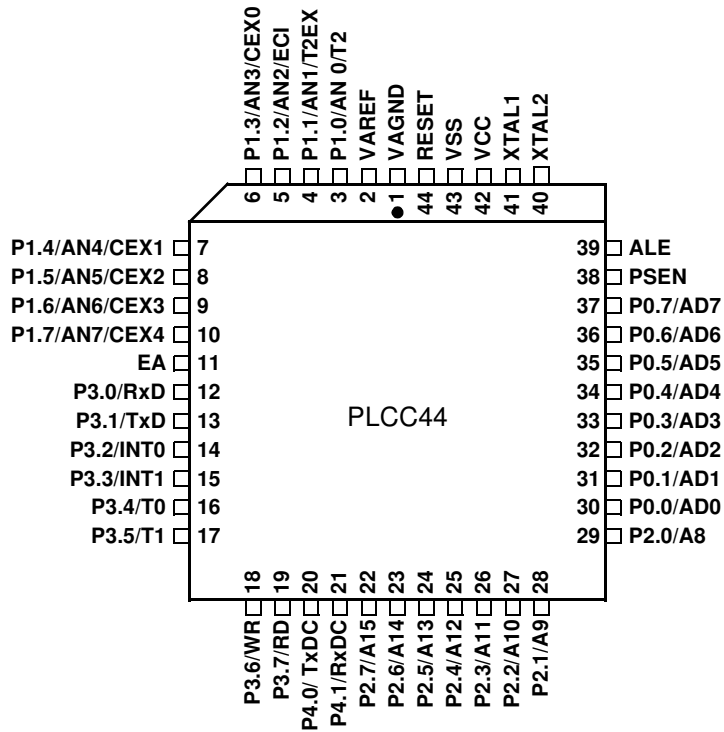 P1.3/AN3/CEX0
P1.2/AN2/ECI
P1.1/AN1/T2EX
P1.0/AN 0/T2
VAREF
VAGND
RESET
VSS
VCC
XTAL1
XTAL2
6
5
4
3
2
1
44
43
42
41
40
P1.4/AN4/CEX1 7
P1.5/AN5/CEX2 8
P1.6/AN6/CEX3 9
P1.7/AN7/CEX4 10
EA 11
P3.0/RxD 12
P3.1/TxD 13
P3.2/INT0 14
P3.3/INT1 15
P3.4/T0 16
P3.5/T1 17
PLCC44
39 ALE
38 PSEN
37 P0.7/AD7
36 P0.6/AD6
35 P0.5/AD5
34 P0.4/AD4
33 P0.3/AD3
32 P0.2/AD2
31 P0.1/AD1
30 P0.0/AD0
29 P2.0/A8
18
19
20
21
22
23
24
25
26
27
28
P3.6/WR
P3.7/RD
P4.0/ TxDC
P4.1/RxDC
P2.7/A15
P2.6/A14
P2.5/A13
P2.4/A12
P2.3/A11
P2.2/A10
P2.1/A9